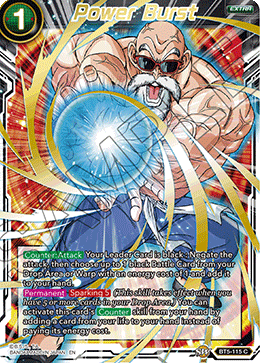 Power Burst
1
EXTRA
Counter: Attack Your Leader Card is black : Negate the
attack, then choose up to 1 black Battle Card from your
Drop Area or Warp with an energy cost of 1 and add it
to your hand.
Permanent Sparking 5 (This skill takes effect when you
have 5 or more cards in your Drop Area.) You can
activate this card's Counter skill from your hand by
adding a card from your life to your hand instead of
paying its energy cost.
BT5-115 C